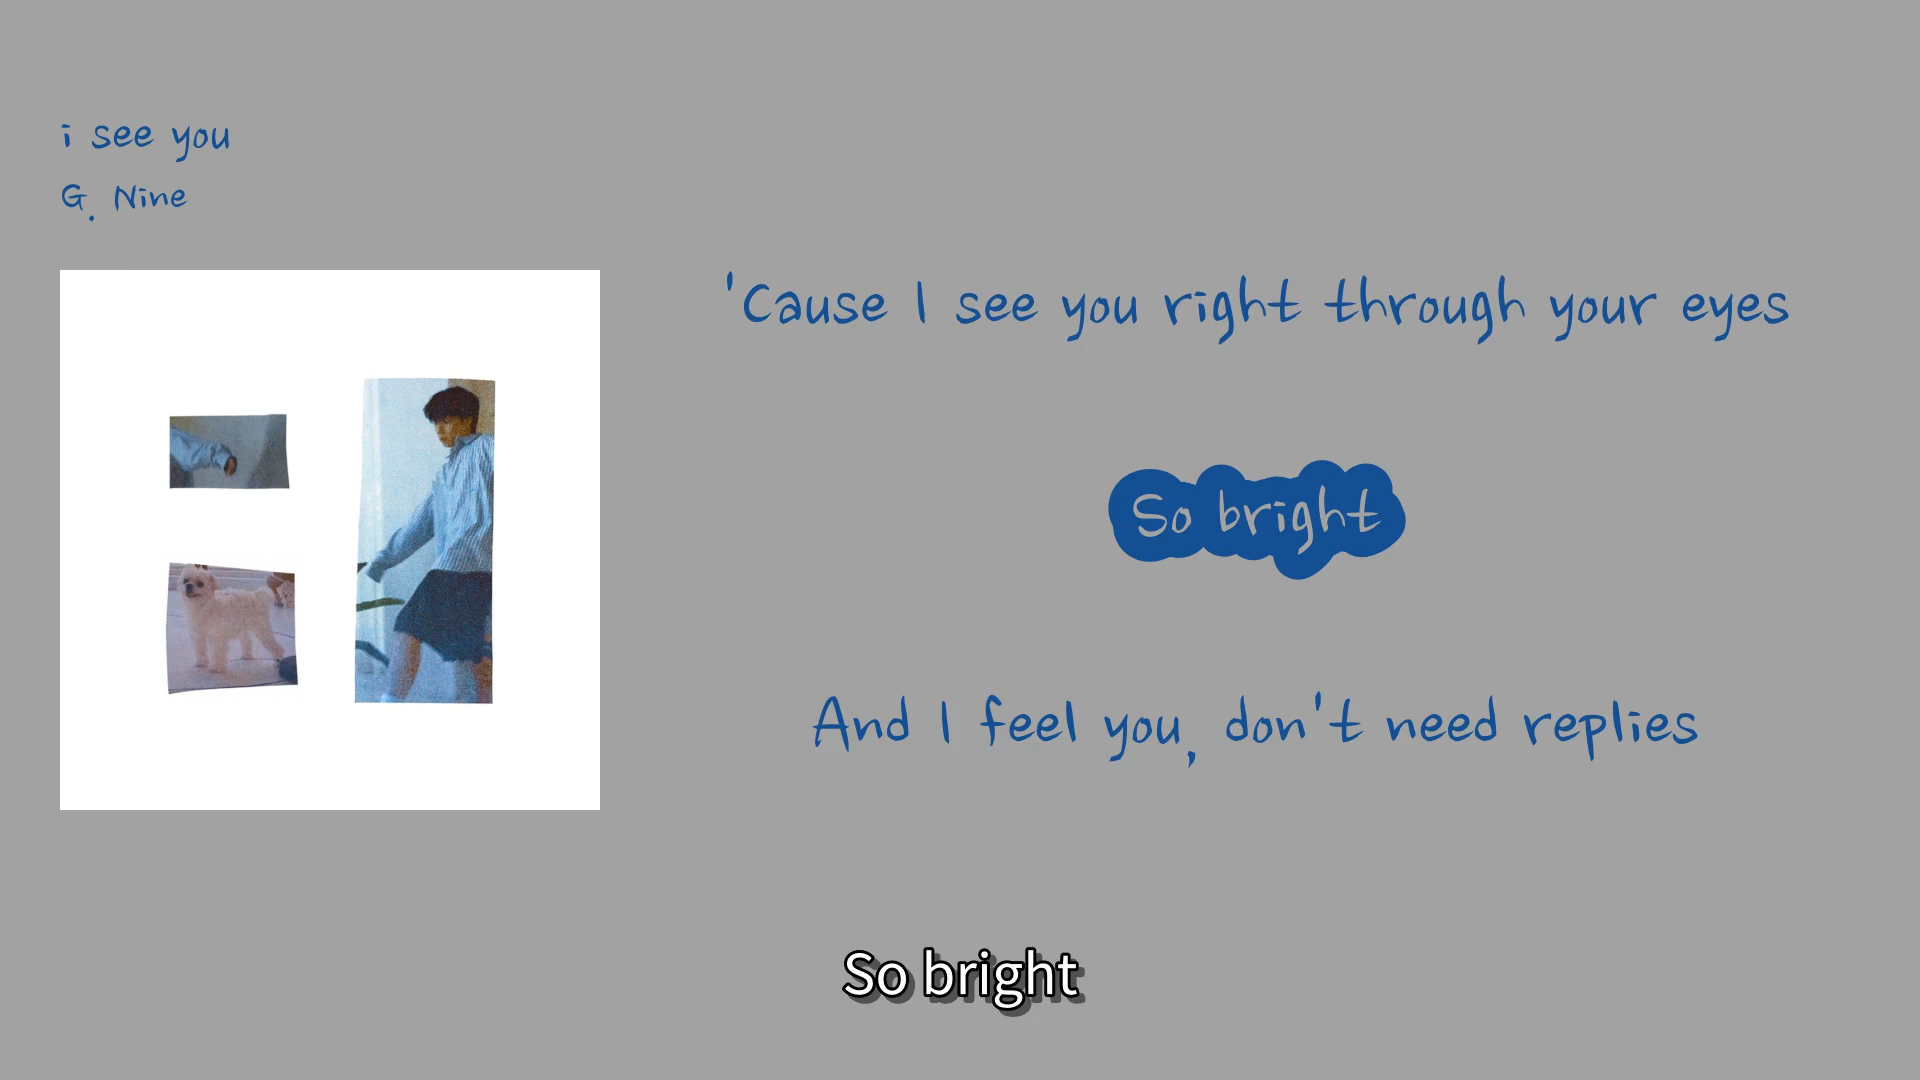 i see you
G. Nine
'Cause I see you right through your eyes
So bright
And I feel you, don't need replies
So bright